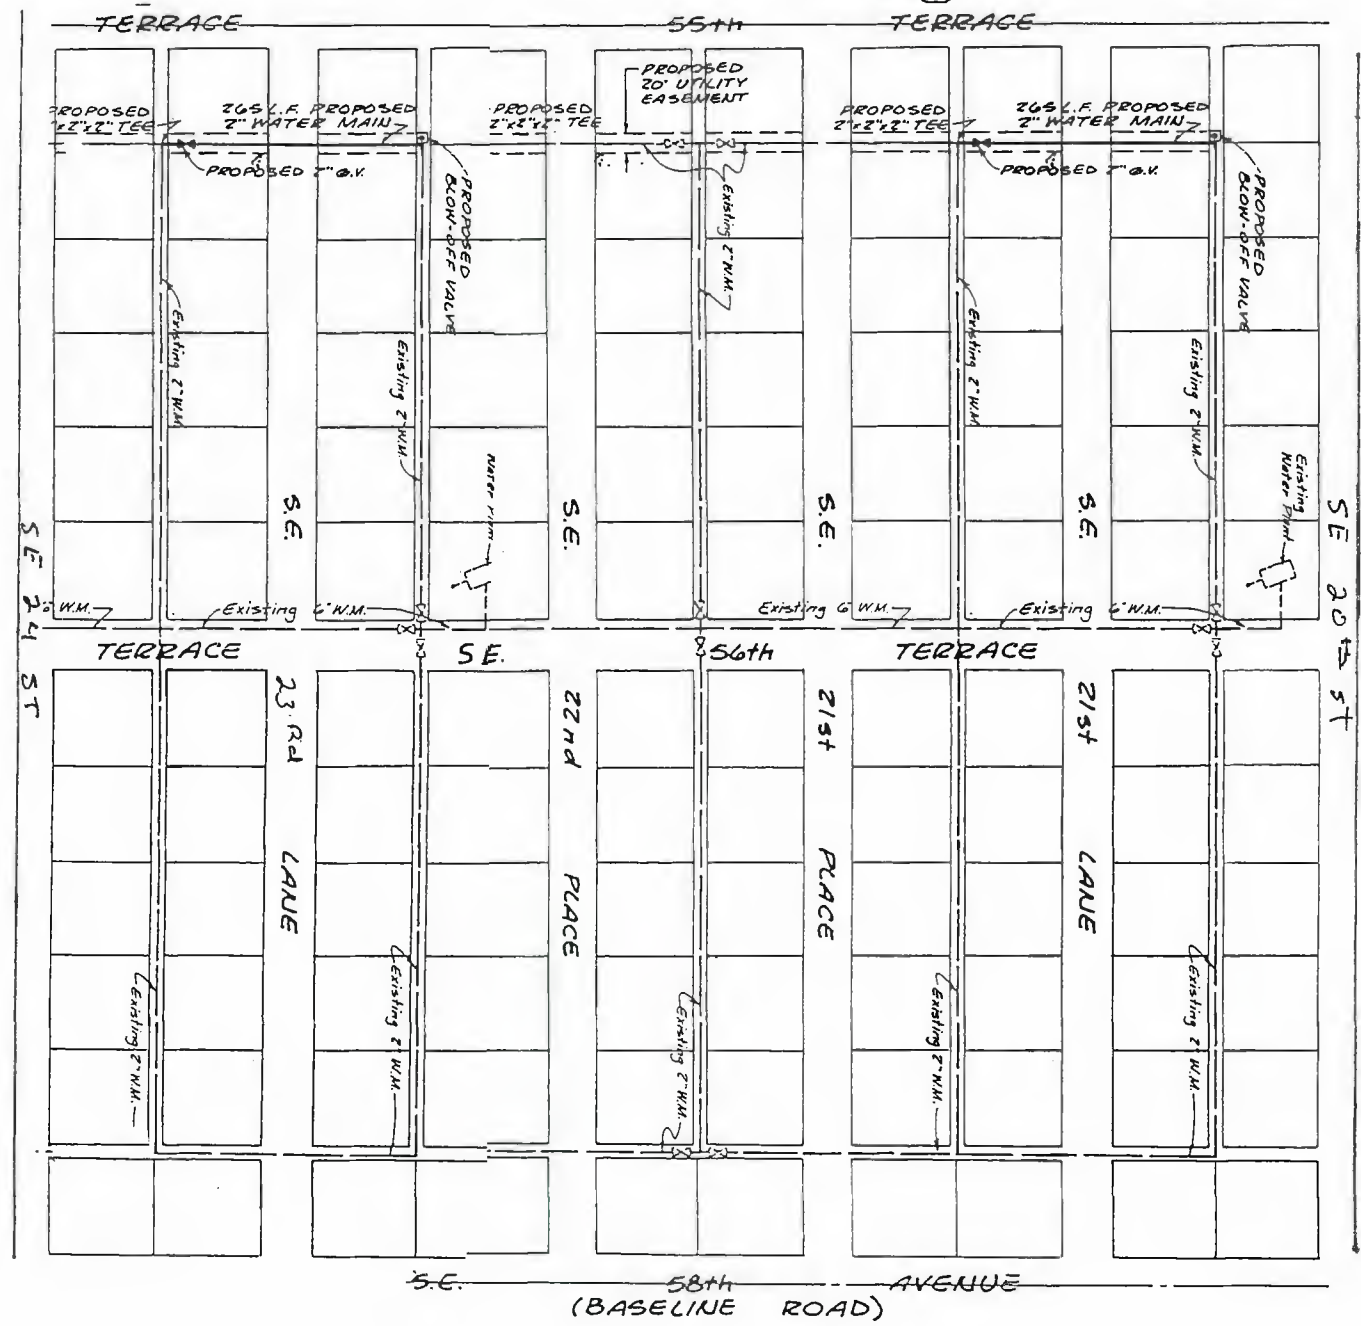 TERRACE 55th TERRACE
PROPOSED
20' UTILITY
EASEMENT
PROPOSED
2"x2"x2" TEE
265 L.F. PROPOSED
2" WATER MAIN
PROPOSED
2"x2"x2" TEE
PROPOSED
2"x2"x2" TEE
265 L.F. PROPOSED
2" WATER MAIN
PROPOSED 2" G.V.
PROPOSED 2" G.V.
PROPOSED
BLOW-OFF VALVE
PROPOSED
BLOW-OFF VALVE
Existing 2" W.M.
Existing 2" W.M.
Existing 2" W.M.
Existing 2" W.M.
Existing 2" W.M.
Existing
Water Plant
S.E.
S.E.
S.E.
S.E.
SE 24 ST
SE 20th st
W.M.
Existing 6" W.M.
Existing 6" W.M.
Existing 6" W.M.
TERRACE S.E. 56th TERRACE
23 Rd LANE
22nd PLACE
21st PLACE
21st LANE
Existing 2" W.M.
Existing 2" W.M.
Existing 2" W.M.
Existing 2" W.M.
Existing 2" W.M.
S.E. 58th AVENUE
(BASELINE ROAD)